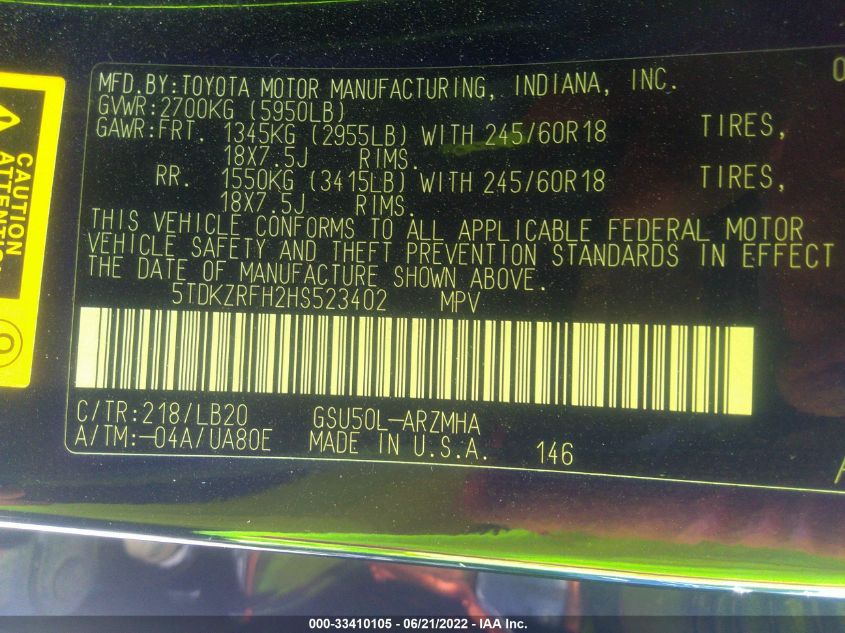 MFD.BY:TOYOTA MOTOR MANUFACTURING, INDIANA, INC.
GVWR:2700KG (5950LB)
GAWR:FRT. 1345KG (2955LB) WITH 245/60R18 TIRES,
18X7.5J RIMS.
RR. 1550KG (3415LB) WITH 245/60R18 TIRES,
18X7.5J RIMS.
THIS VEHICLE CONFORMS TO ALL APPLICABLE FEDERAL MOTOR
VEHICLE SAFETY AND THEFT PREVENTION STANDARDS IN EFFECT
THE DATE OF MANUFACTURE SHOWN ABOVE.
5TDKZRFH2HS523402 MPV
C/TR:218/LB20 GSU50L-ARZMHA
A/TM:-04A/UA80E MADE IN U.S.A. 146
CAUTION
000-33410105 - 06/21/2022 - IAA Inc.